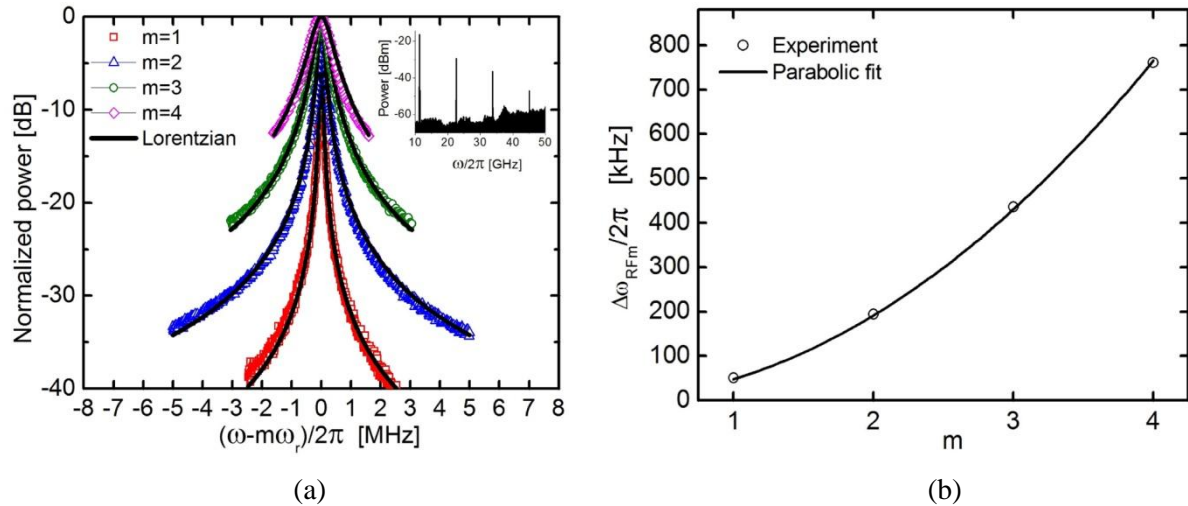 0
-10
-20
-30
-40
Normalized power [dB]
m=1
m=2
m=3
m=4
Lorentzian
-20
-40
-60
Power [dBm]
10 20 30 40 50
ω/2π [GHz]
-8 -7 -6 -5 -4 -3 -2 -1 0 1 2 3 4 5 6 7 8
(ω-mωr)/2π [MHz]
(a)
800
700
600
500
400
300
200
100
0
ΔωRFm/2π [kHz]
Experiment
Parabolic fit
1 2 3 4
m
(b)